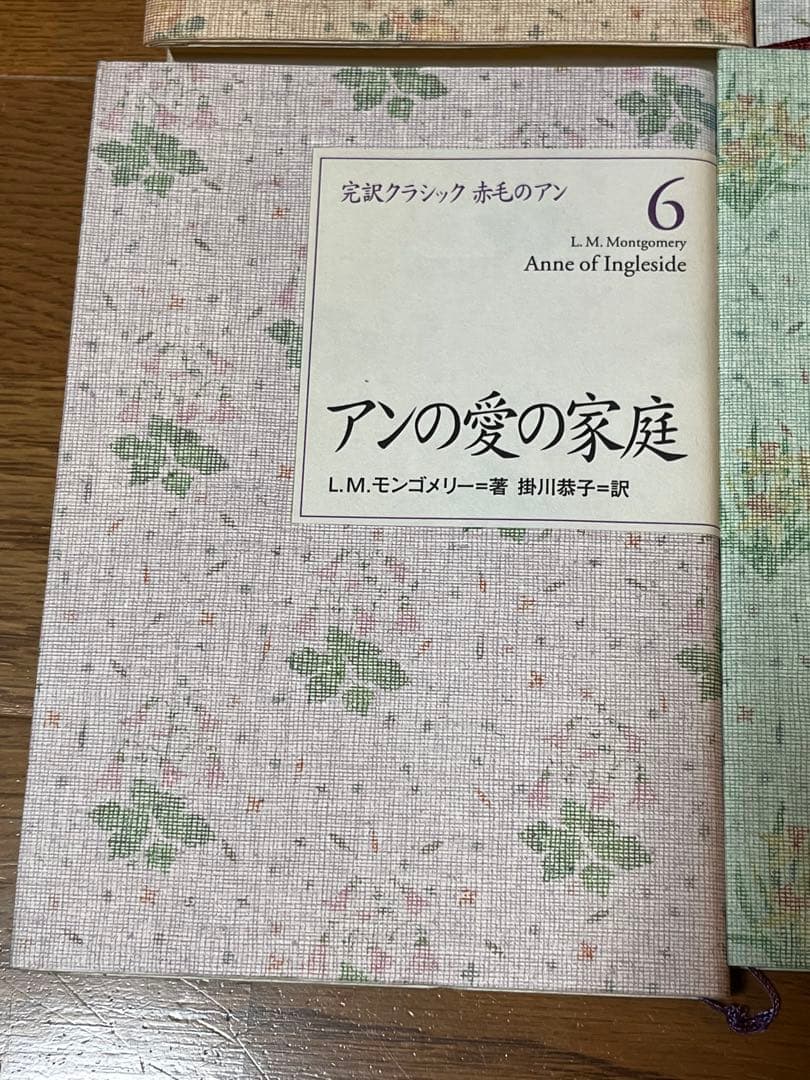 完訳クラシック 赤毛のアン 6
L. M. Montgomery
Anne of Ingleside
アンの愛の家庭
L.M.モンゴメリー=著 掛川恭子=訳